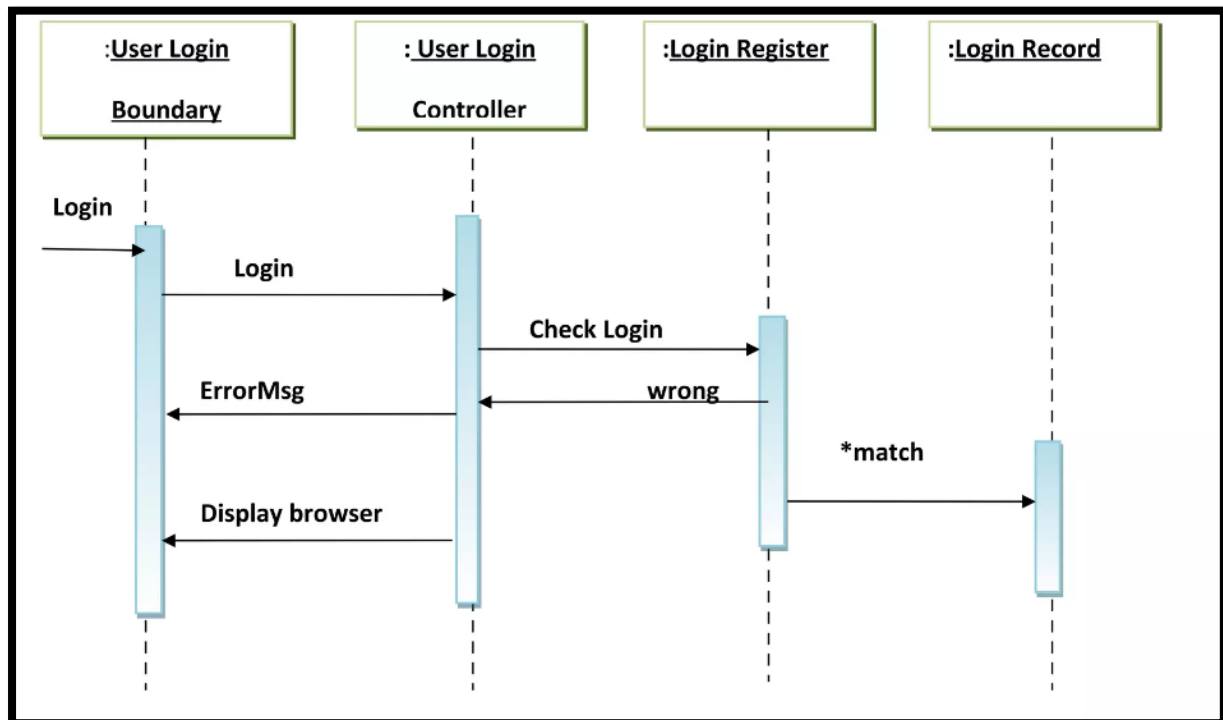 :User Login
Boundary
: User Login
Controller
:Login Register
:Login Record
Login
Login
Check Login
ErrorMsg
wrong
*match
Display browser